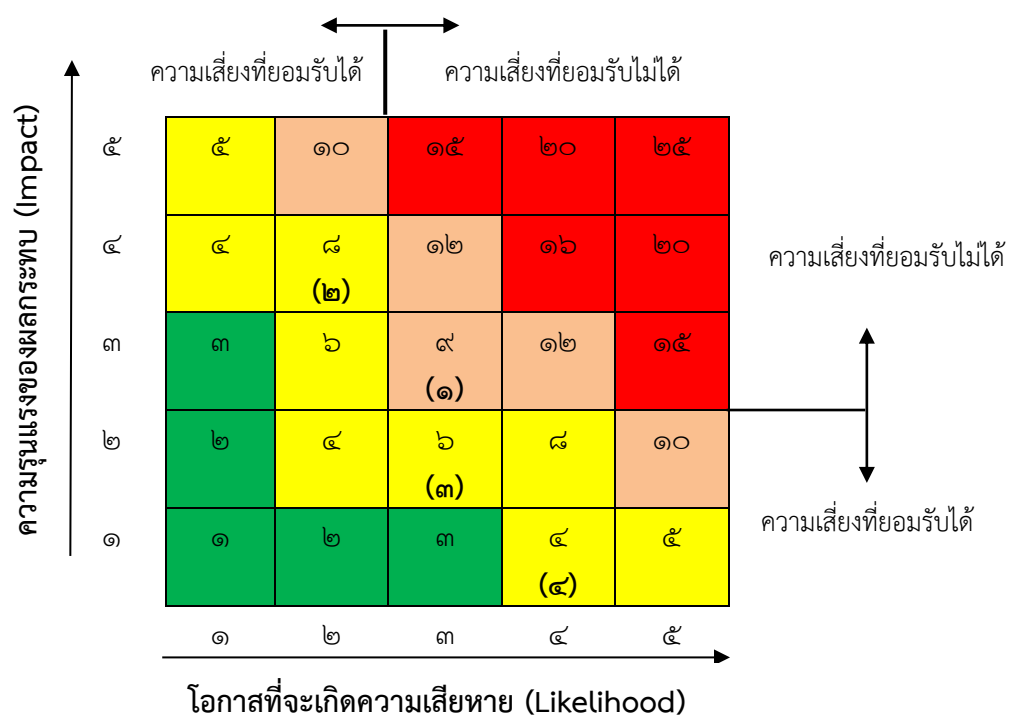 ความเสี่ยงที่ยอมรับได้ ความเสี่ยงที่ยอมรับไม่ได้
ความรุนแรงของผลกระทบ (Impact)
๕ ๕ ๑๐ ๑๕ ๒๐ ๒๕
๔ ๔ ๘ ๑๒ ๑๖ ๒๐
(๒)
ความเสี่ยงที่ยอมรับไม่ได้
๓ ๓ ๖ ๙ ๑๒ ๑๕
(๑)
๒ ๒ ๔ ๖ ๘ ๑๐
(๓)
ความเสี่ยงที่ยอมรับได้
๑ ๑ ๒ ๓ ๔ ๕
(๔)
๑ ๒ ๓ ๔ ๕
โอกาสที่จะเกิดความเสียหาย (Likelihood)